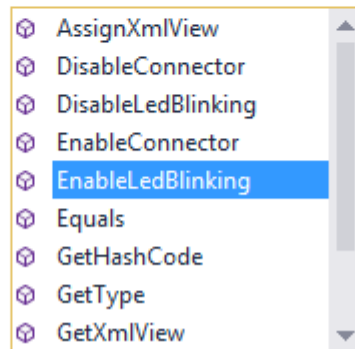 AssignXmlView
DisableConnector
DisableLedBlinking
EnableConnector
EnableLedBlinking
Equals
GetHashCode
GetType
GetXmlView